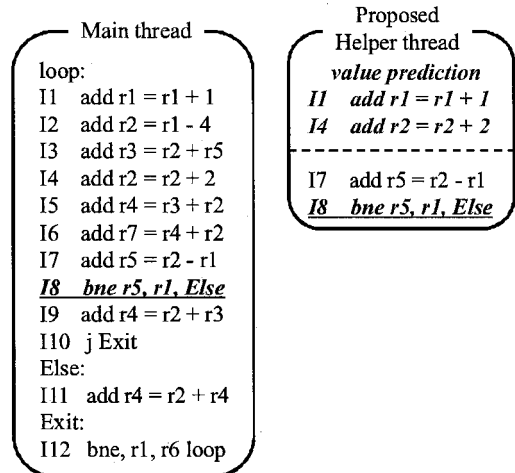 Main thread
loop:
I1 add r1 = r1 + 1
I2 add r2 = r1 - 4
I3 add r3 = r2 + r5
I4 add r2 = r2 + 2
I5 add r4 = r3 + r2
I6 add r7 = r4 + r2
I7 add r5 = r2 - r1
I8 bne r5, r1, Else
I9 add r4 = r2 + r3
I10 j Exit
Else:
I11 add r4 = r2 + r4
Exit:
I12 bne, r1, r6 loop
Proposed
Helper thread
value prediction
I1 add r1 = r1 + 1
I4 add r2 = r2 + 2
I7 add r5 = r2 - r1
I8 bne r5, r1, Else